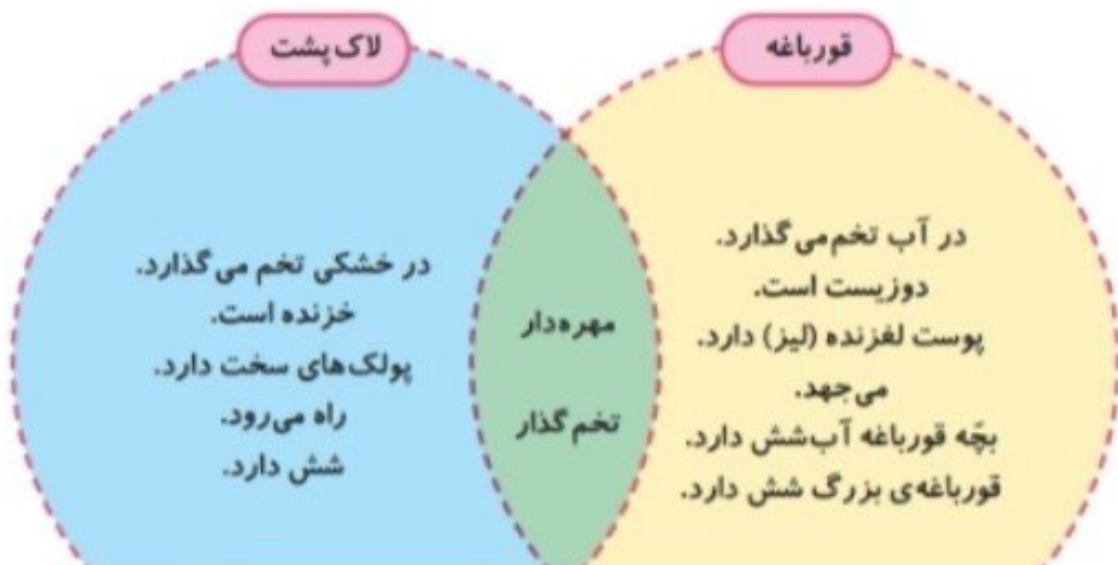 قورباغه
در آب تخم‌می‌گذارد.
دوزیست است.
پوست لغزنده (لیز) دارد.
می‌جهد.
بچّه قورباغه آب‌شش دارد.
قورباغه‌ی بزرگ شش دارد.
مهره‌دار
تخم‌گذار
لاک‌پشت
در خشکی تخم می‌گذارد.
خزنده است.
پولک‌های سخت دارد.
راه می‌رود.
شش دارد.